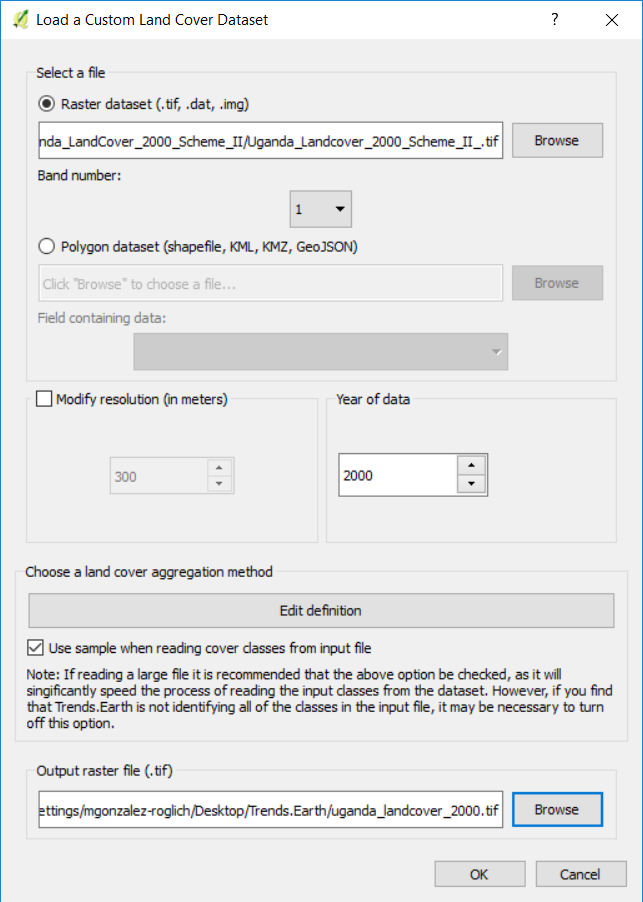 Load a Custom Land Cover Dataset
?
Select a file
Raster dataset (.tif, .dat, .img)
nda_LandCover_2000_Scheme_II/Uganda_Landcover_2000_Scheme_II_.tif
Browse
Band number:
1
Polygon dataset (shapefile, KML, KMZ, GeoJSON)
Click "Browse" to choose a file...
Browse
Field containing data:
Modify resolution (in meters)
300
Year of data
2000
Choose a land cover aggregation method
Edit definition
Use sample when reading cover classes from input file
Note: If reading a large file it is recommended that the above option be checked, as it will
singificantly speed the process of reading the input classes from the dataset. However, if you find
that Trends.Earth is not identifying all of the classes in the input file, it may be necessary to turn
off this option.
Output raster file (.tif)
ettings/mgonzalez-roglich/Desktop/Trends.Earth/uganda_landcover_2000.tif
Browse
OK
Cancel